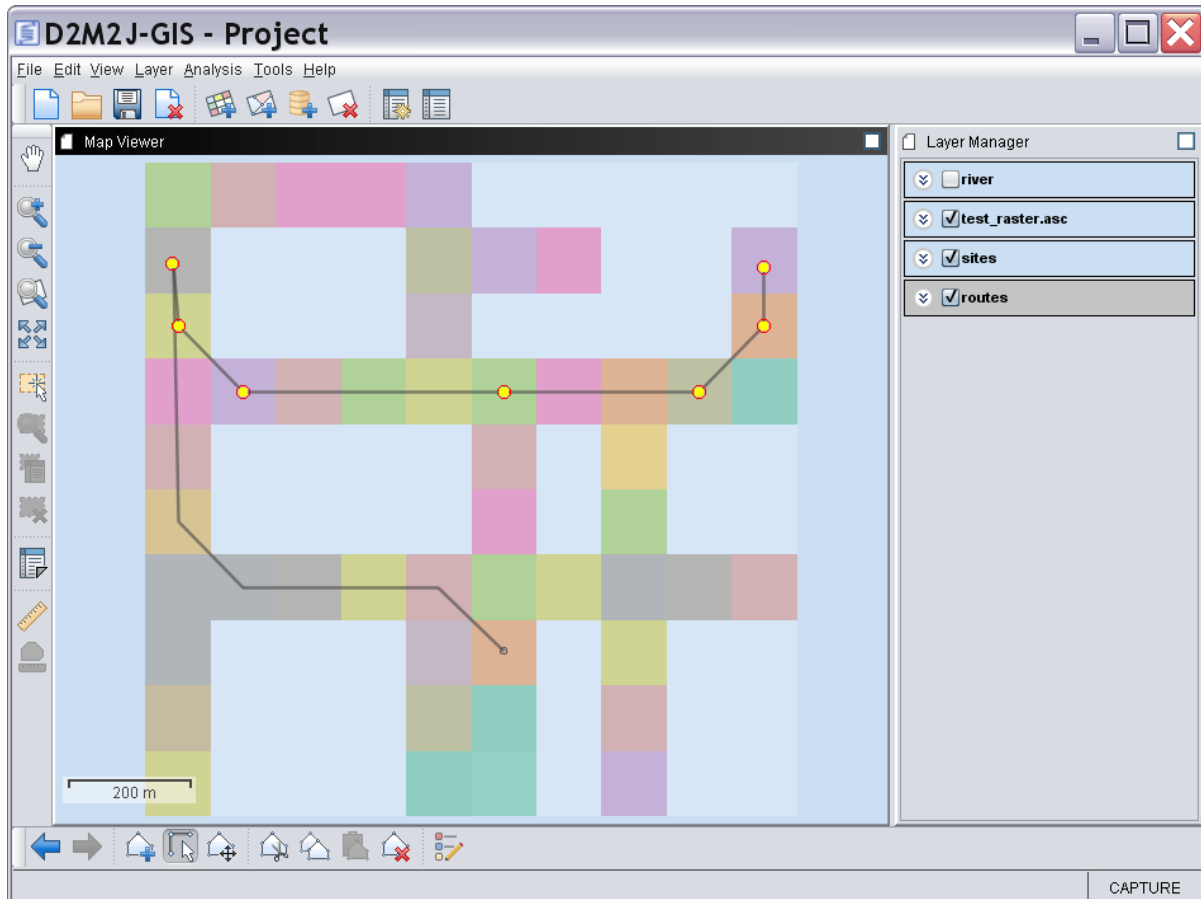 D2M2J-GIS - Project
File Edit View Layer Analysis Tools Help
Map Viewer
Layer Manager
river
test_raster.asc
sites
routes
200 m
CAPTURE